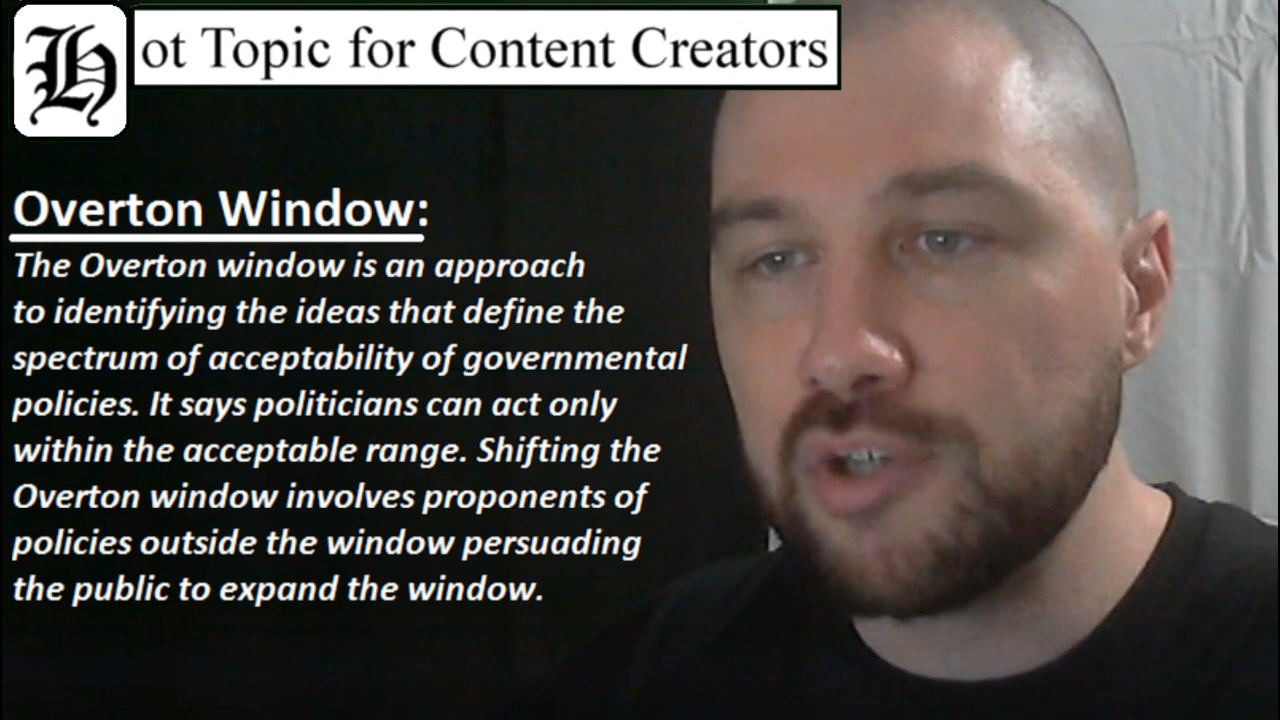 Hot Topic for Content Creators
Overton Window:
The Overton window is an approach
to identifying the ideas that define the
spectrum of acceptability of governmental
policies. It says politicians can act only
within the acceptable range. Shifting the
Overton window involves proponents of
policies outside the window persuading
the public to expand the window.